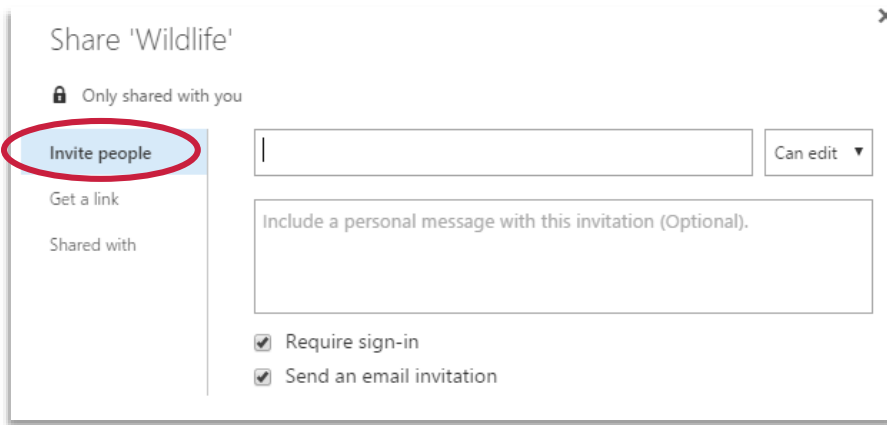 Share 'Wildlife'
Only shared with you
Invite people
Can edit
Get a link
Include a personal message with this invitation (Optional).
Shared with
Require sign-in
Send an email invitation